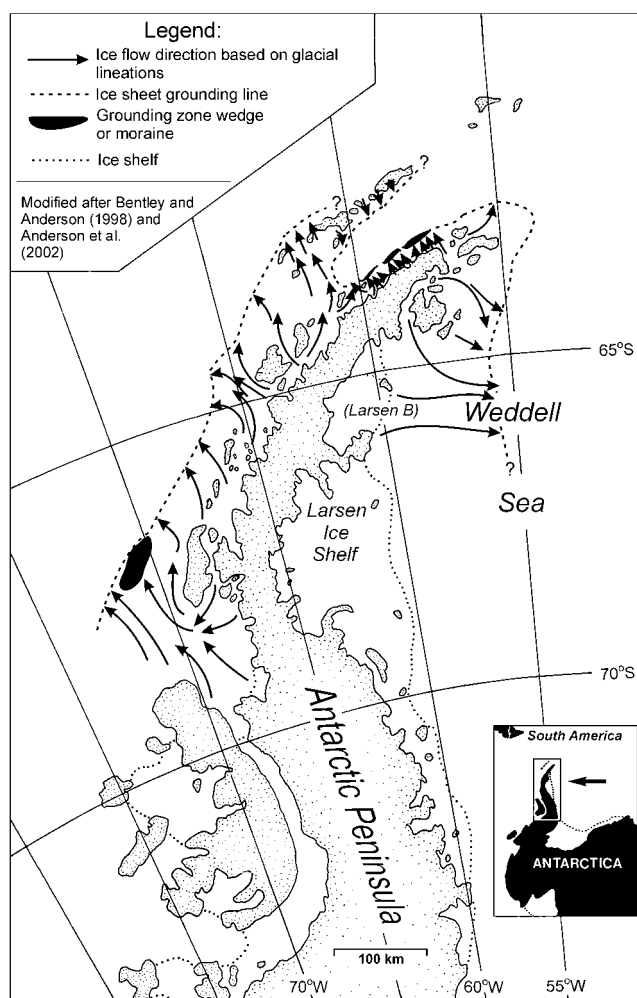 Legend:
Ice flow direction based on glacial
lineations
Ice sheet grounding line
Grounding zone wedge
or moraine
Ice shelf
Modified after Bentley and
Anderson (1998) and
Anderson et al.
(2002)
?
?
65°S
(Larsen B)
Weddell
?
Sea
Larsen
Ice
Shelf
70°S
Antarctic Peninsula
South America
ANTARCTICA
100 km
70°W
60°W
55°W